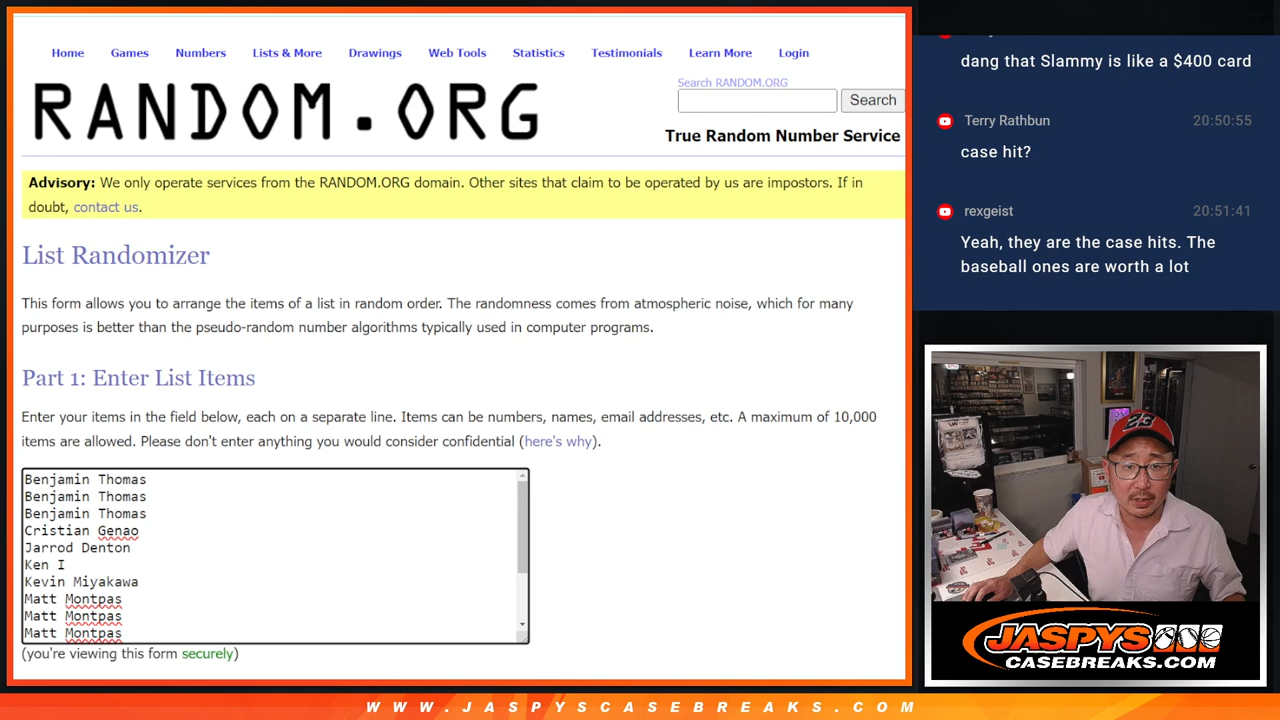 Home Games Numbers Lists & More Drawings Web Tools Statistics Testimonials Learn More Login
RANDOM.ORG
Search RANDOM.ORG
Search
True Random Number Service
Advisory: We only operate services from the RANDOM.ORG domain. Other sites that claim to be operated by us are impostors. If in
doubt, contact us.
List Randomizer
This form allows you to arrange the items of a list in random order. The randomness comes from atmospheric noise, which for many
purposes is better than the pseudo-random number algorithms typically used in computer programs.
Part 1: Enter List Items
Enter your items in the field below, each on a separate line. Items can be numbers, names, email addresses, etc. A maximum of 10,000
items are allowed. Please don't enter anything you would consider confidential (here's why).
Benjamin Thomas
Benjamin Thomas
Benjamin Thomas
Cristian Genao
Jarrod Denton
Ken I
Kevin Miyakawa
Matt Montpas
Matt Montpas
Matt Montpas
(you're viewing this form securely)
dang that Slammy is like a $400 card
Terry Rathbun 20:50:55
case hit?
rexgeist 20:51:41
Yeah, they are the case hits. The
baseball ones are worth a lot
JASPYS
CASEBREAKS.COM
WWW.JASPYSCASEBREAKS.COM